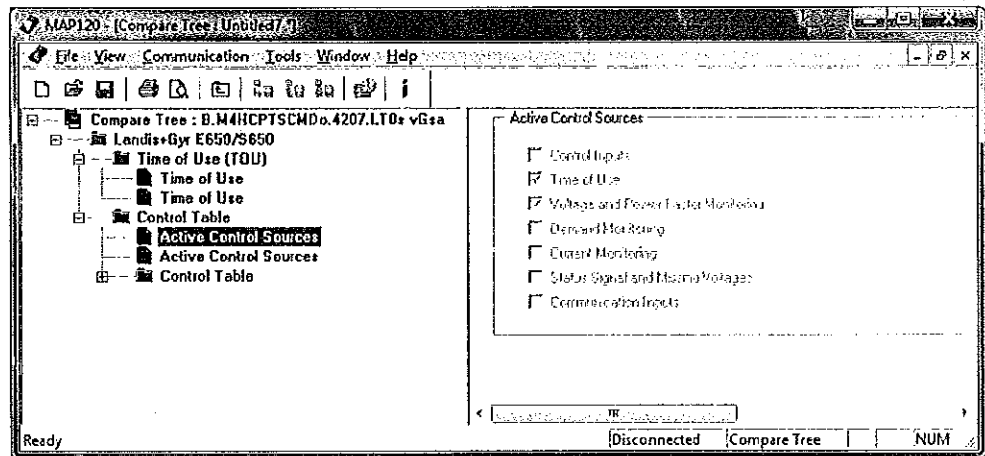 MAP120 - [Compare Tree : Untitled7 *]
File View Communication Tools Window Help
Compare Tree : B.M4HCPTSCMDo.4207.LT0s vGsa
Landis+Gyr E650/S650
Time of Use (TOU)
Time of Use
Time of Use
Control Table
Active Control Sources
Active Control Sources
Control Table
Active Control Sources
Control Inputs
Time of Use
Voltage and Power Factor Monitoring
Demand Monitoring
Current Monitoring
Status Signal and Missing Voltages
Communication Inputs
Ready
Disconnected
Compare Tree
NUM